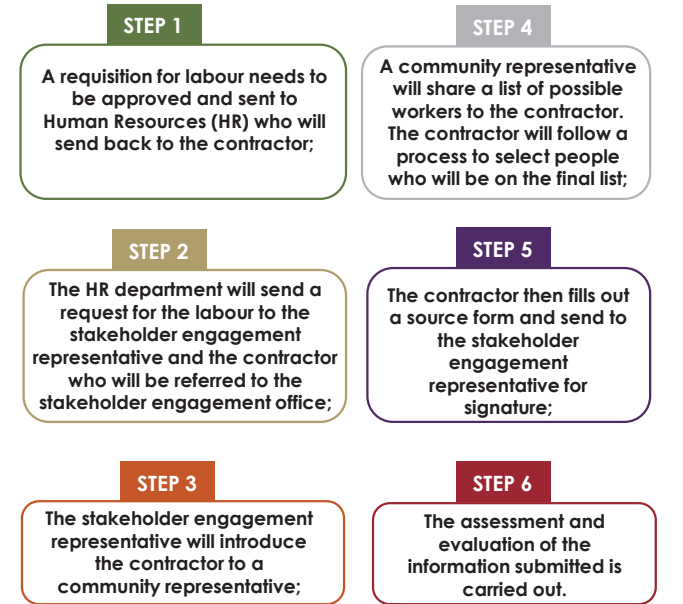 STEP 1
A requisition for labour needs to
be approved and sent to
Human Resources (HR) who will
send back to the contractor;
STEP 2
The HR department will send a
request for the labour to the
stakeholder engagement
representative and the contractor
who will be referred to the
stakeholder engagement office;
STEP 3
The stakeholder engagement
representative will introduce
the contractor to a
community representative;
STEP 4
A community representative
will share a list of possible
workers to the contractor.
The contractor will follow a
process to select people
who will be on the final list;
STEP 5
The contractor then fills out
a source form and send to
the stakeholder
engagement
representative for
signature;
STEP 6
The assessment and
evaluation of the
information submitted is
carried out.